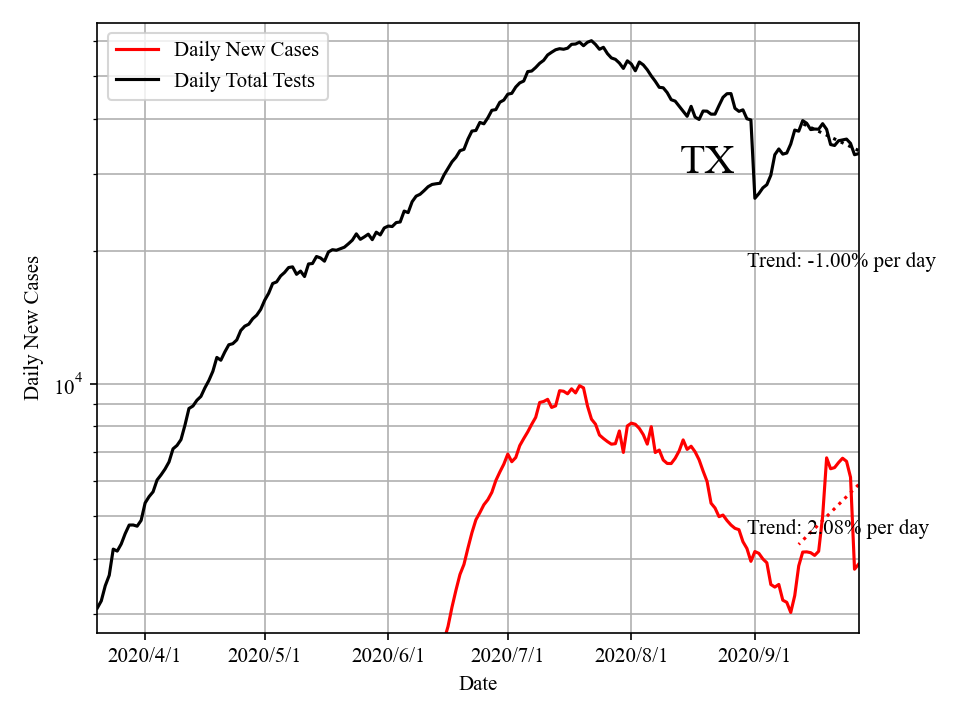 Daily New Cases
Daily Total Tests
TX
Trend: -1.00% per day
Trend: 2.08% per day
Daily New Cases
10^4
2020/4/1 2020/5/1 2020/6/1 2020/7/1 2020/8/1 2020/9/1
Date